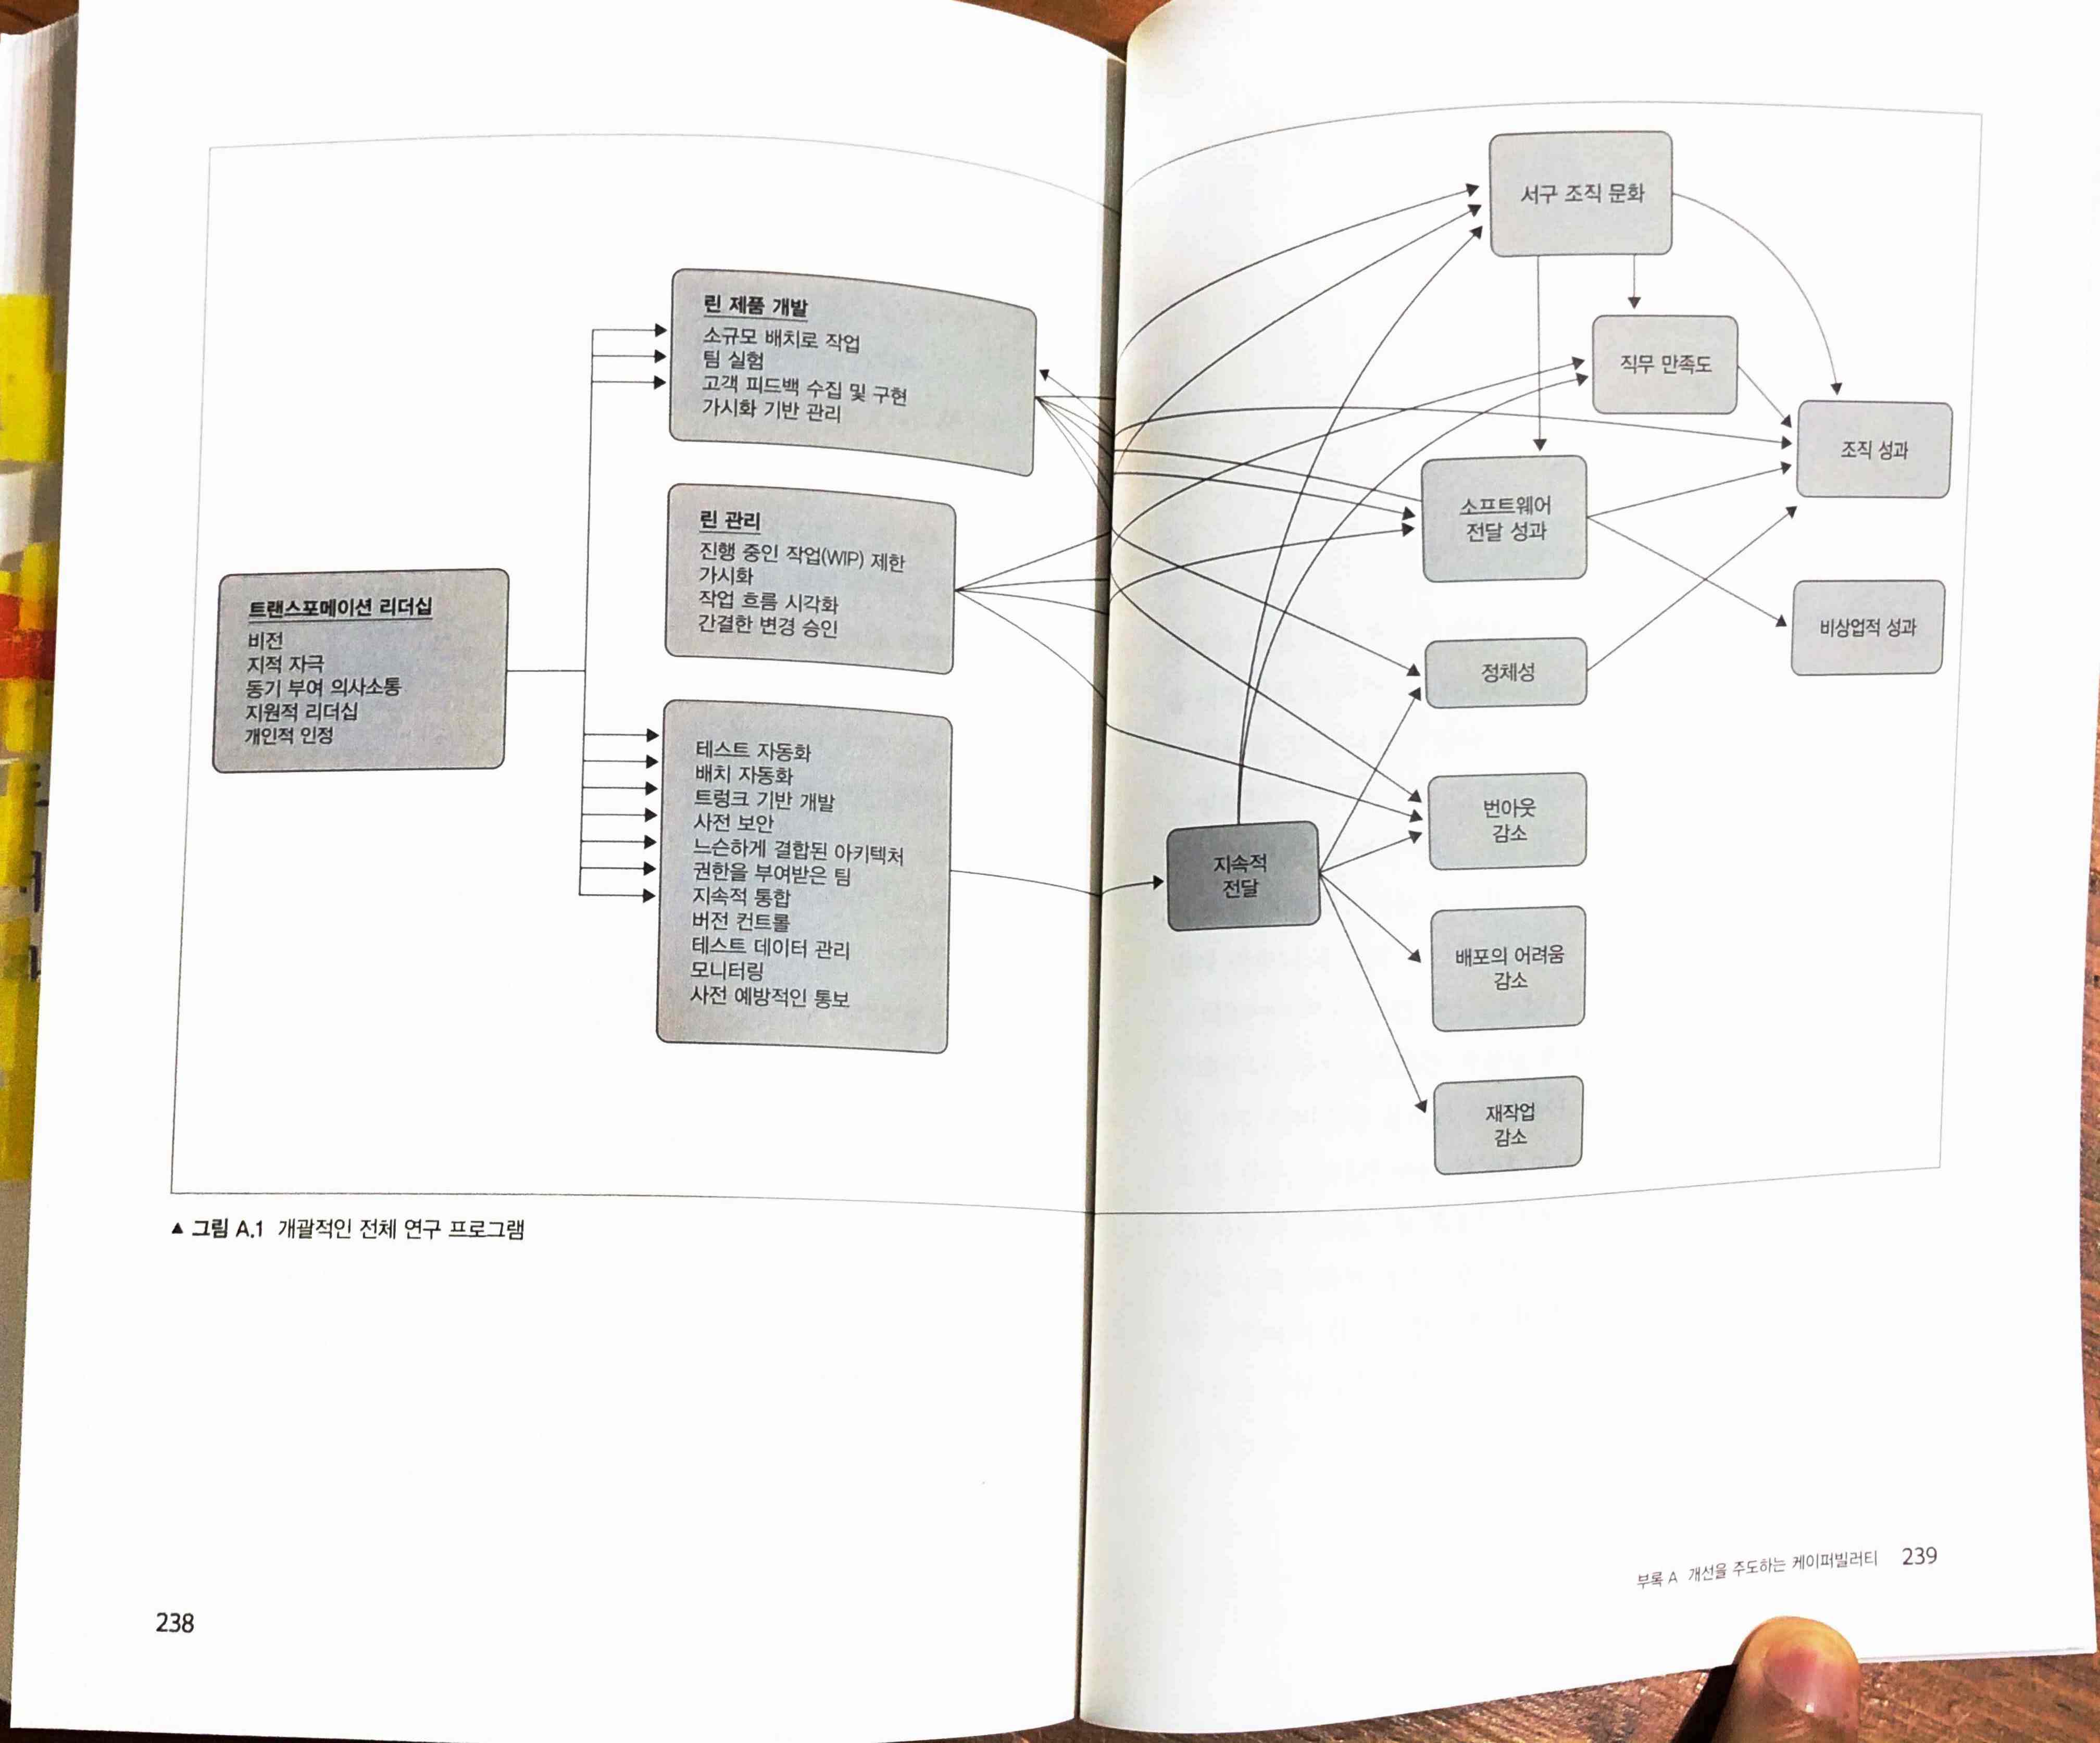 트랜스포메이션 리더십
비전
지적 자극
동기 부여 의사소통
지원적 리더십
개인적 인정
린 제품 개발
소규모 배치로 작업
팀 실험
고객 피드백 수집 및 구현
가시화 기반 관리
린 관리
진행 중인 작업(WIP) 제한
가시화
작업 흐름 시각화
간결한 변경 승인
테스트 자동화
배치 자동화
트렁크 기반 개발
사전 보안
느슨하게 결합된 아키텍처
권한을 부여받은 팀
지속적 통합
버전 컨트롤
테스트 데이터 관리
모니터링
사전 예방적인 통보
▲ 그림 A.1 개괄적인 전체 연구 프로그램
238
서구 조직 문화
직무 만족도
조직 성과
소프트웨어
전달 성과
비상업적 성과
정체성
번아웃
감소
지속적
전달
배포의 어려움
감소
재작업
감소
부록 A 개선을 주도하는 케이퍼빌러티 239